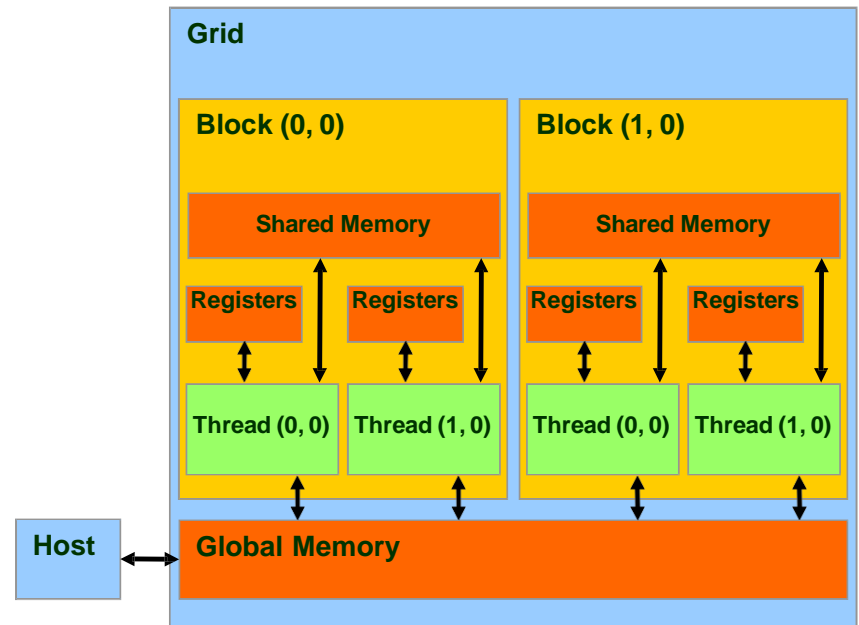 Grid
Block (0, 0)
Block (1, 0)
Shared Memory
Shared Memory
Registers
Registers
Registers
Registers
Thread (0, 0)
Thread (1, 0)
Thread (0, 0)
Thread (1, 0)
Host
Global Memory